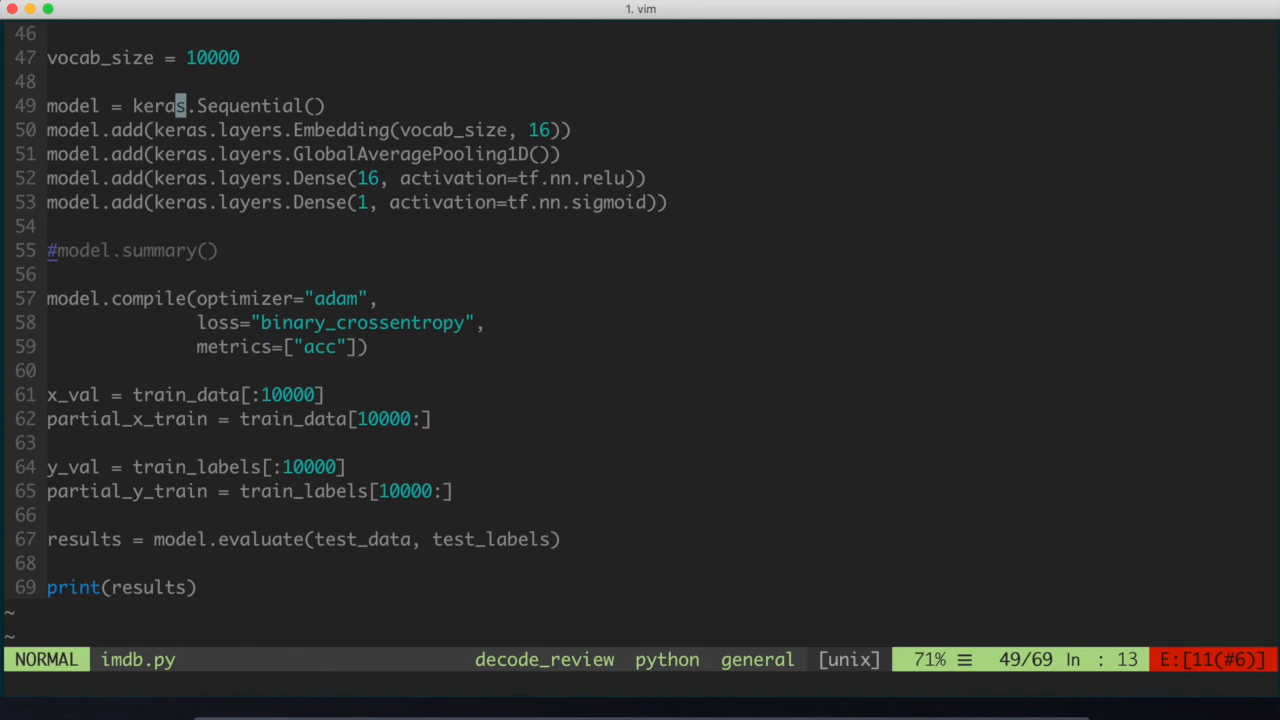 1. vim
46
47 vocab_size = 10000
48
49 model = keras.Sequential()
50 model.add(keras.layers.Embedding(vocab_size, 16))
51 model.add(keras.layers.GlobalAveragePooling1D())
52 model.add(keras.layers.Dense(16, activation=tf.nn.relu))
53 model.add(keras.layers.Dense(1, activation=tf.nn.sigmoid))
54
55 #model.summary()
56
57 model.compile(optimizer="adam",
58               loss="binary_crossentropy",
59               metrics=["acc"])
60
61 x_val = train_data[:10000]
62 partial_x_train = train_data[10000:]
63
64 y_val = train_labels[:10000]
65 partial_y_train = train_labels[10000:]
66
67 results = model.evaluate(test_data, test_labels)
68
69 print(results)
~
~
NORMAL imdb.py decode_review python general [unix] 71% ☰ 49/69 ln : 13 E:[11(#6)]